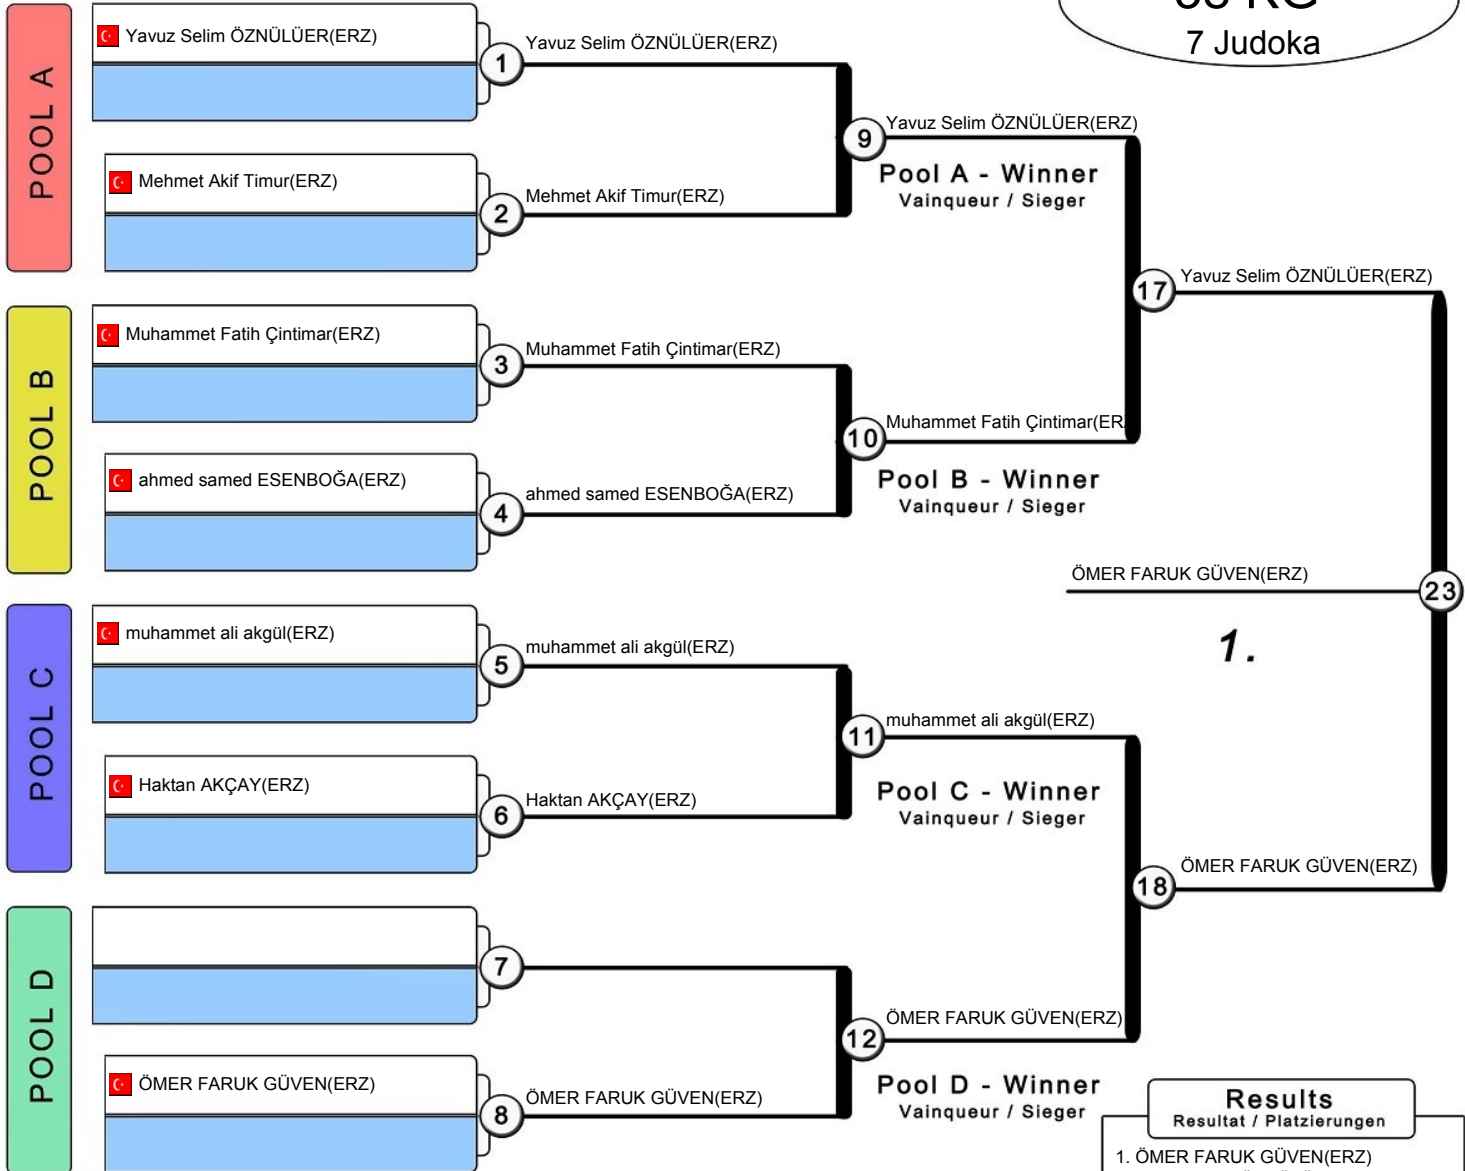 7 Judoka
POOL A
Yavuz Selim ÖZNÜLÜER(ERZ)
1
Yavuz Selim ÖZNÜLÜER(ERZ)
Mehmet Akif Timur(ERZ)
2
Mehmet Akif Timur(ERZ)
9
Yavuz Selim ÖZNÜLÜER(ERZ)
Pool A - Winner
Vainqueur / Sieger
POOL B
Muhammet Fatih Çintimar(ERZ)
3
Muhammet Fatih Çintimar(ERZ)
ahmed samed ESENBOĞA(ERZ)
4
ahmed samed ESENBOĞA(ERZ)
10
Muhammet Fatih Çintimar(ER
Pool B - Winner
Vainqueur / Sieger
17
Yavuz Selim ÖZNÜLÜER(ERZ)
ÖMER FARUK GÜVEN(ERZ)
23
1.
POOL C
muhammet ali akgül(ERZ)
5
muhammet ali akgül(ERZ)
Haktan AKÇAY(ERZ)
6
Haktan AKÇAY(ERZ)
11
muhammet ali akgül(ERZ)
Pool C - Winner
Vainqueur / Sieger
18
ÖMER FARUK GÜVEN(ERZ)
POOL D
7
ÖMER FARUK GÜVEN(ERZ)
8
ÖMER FARUK GÜVEN(ERZ)
12
ÖMER FARUK GÜVEN(ERZ)
Pool D - Winner
Vainqueur / Sieger
Results
Resultat / Platzierungen
1. ÖMER FARUK GÜVEN(ERZ)